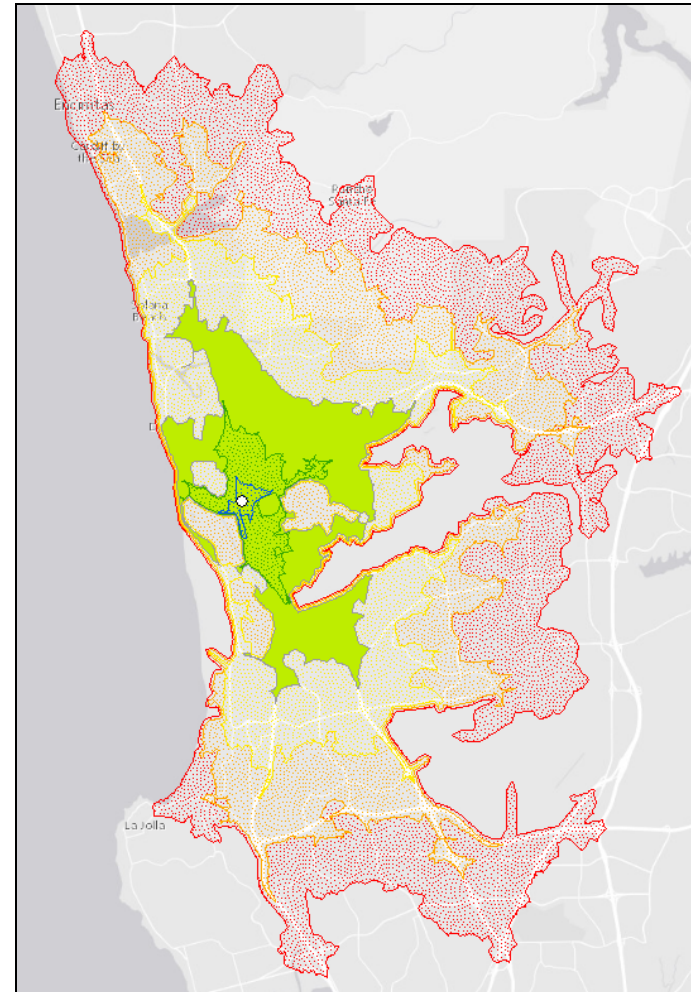 Encinitas
Cardiff by
the Sea
Rancho
Santa Fe
Solana
Beach
D
La Jolla